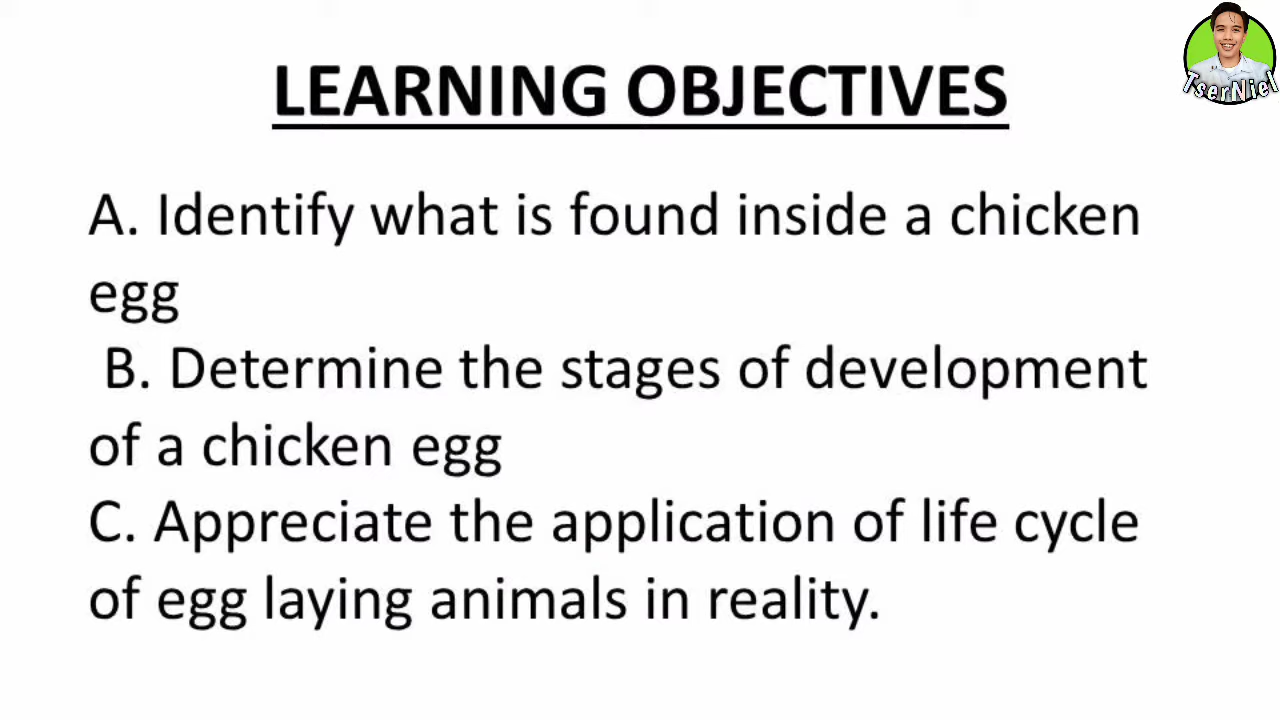 LEARNING OBJECTIVES
TserNiel
A. Identify what is found inside a chicken
egg
B. Determine the stages of development
of a chicken egg
C. Appreciate the application of life cycle
of egg laying animals in reality.